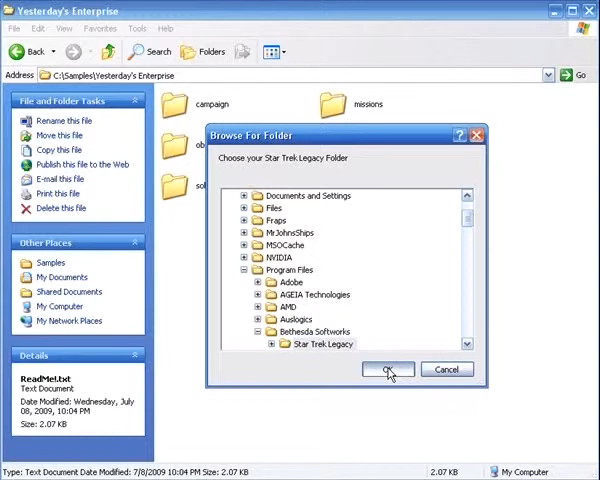 Yesterday's Enterprise
File Edit View Favorites Tools Help
Back Search Folders
Address C:\Samples\Yesterday's Enterprise Go
File and Folder Tasks
Rename this file
Move this file
Copy this file
Publish this file to the Web
E-mail this file
Print this file
Delete this file
Other Places
Samples
My Documents
Shared Documents
My Computer
My Network Places
Details
ReadMe!.txt
Text Document
Date Modified: Wednesday, July
08, 2009, 10:04 PM
Size: 2.07 KB
campaign missions
Browse For Folder
Choose your Star Trek Legacy Folder
Documents and Settings
Files
Fraps
MrJohnsShips
MSOCache
NVIDIA
Program Files
Adobe
AGEIA Technologies
AMD
Auslogics
Bethesda Softworks
Star Trek Legacy
OK Cancel
Type: Text Document Date Modified: 7/8/2009 10:04 PM Size: 2.07 KB 2.07 KB My Computer